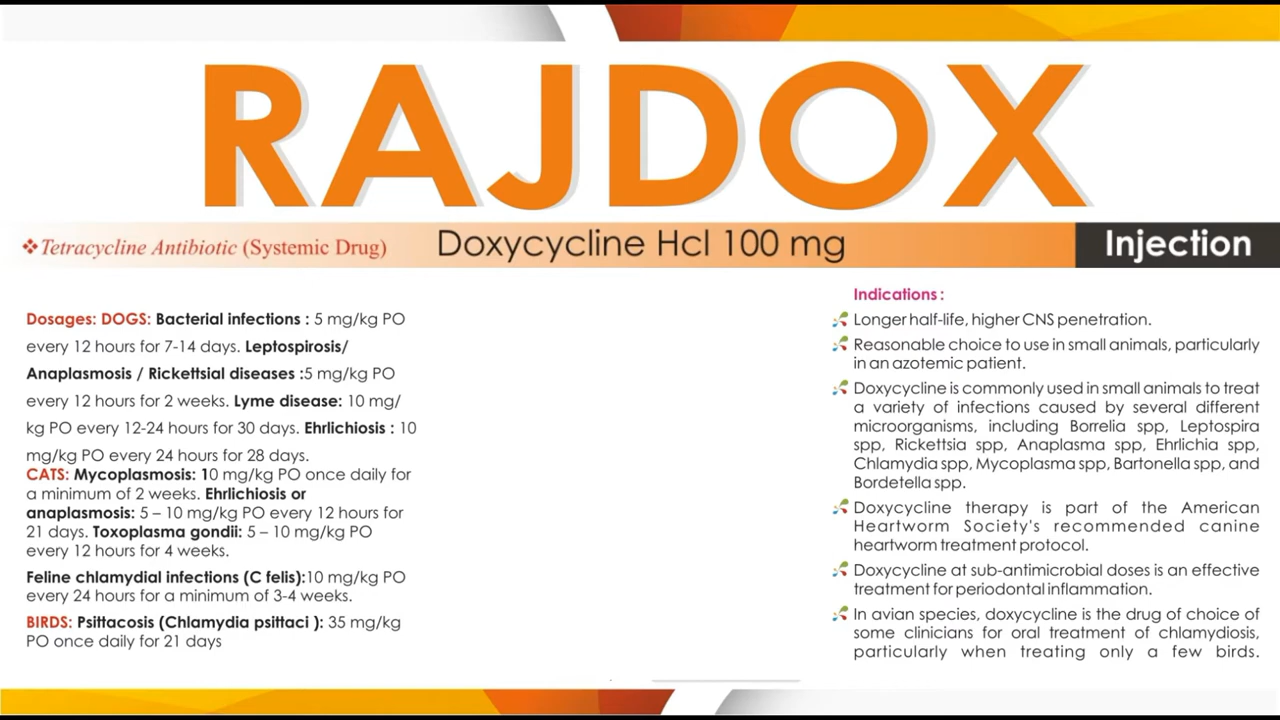 RAJDOX
❖Tetracycline Antibiotic (Systemic Drug)
Doxycycline Hcl 100 mg
Injection
Dosages: DOGS: Bacterial infections : 5 mg/kg PO
every 12 hours for 7-14 days. Leptospirosis/
Anaplasmosis / Rickettsial diseases :5 mg/kg PO
every 12 hours for 2 weeks. Lyme disease: 10 mg/
kg PO every 12-24 hours for 30 days. Ehrlichiosis : 10
mg/kg PO every 24 hours for 28 days.
CATS: Mycoplasmosis: 10 mg/kg PO once daily for
a minimum of 2 weeks. Ehrlichiosis or
anaplasmosis: 5 – 10 mg/kg PO every 12 hours for
21 days. Toxoplasma gondii: 5 – 10 mg/kg PO
every 12 hours for 4 weeks.
Feline chlamydial infections (C felis):10 mg/kg PO
every 24 hours for a minimum of 3-4 weeks.
BIRDS: Psittacosis (Chlamydia psittaci ): 35 mg/kg
PO once daily for 21 days
Indications :
Longer half-life, higher CNS penetration.
Reasonable choice to use in small animals, particularly
in an azotemic patient.
Doxycycline is commonly used in small animals to treat
a variety of infections caused by several different
microorganisms, including Borrelia spp, Leptospira
spp, Rickettsia spp, Anaplasma spp, Ehrlichia spp,
Chlamydia spp, Mycoplasma spp, Bartonella spp, and
Bordetella spp.
Doxycycline therapy is part of the American
Heartworm Society's recommended canine
heartworm treatment protocol.
Doxycycline at sub-antimicrobial doses is an effective
treatment for periodontal inflammation.
In avian species, doxycycline is the drug of choice of
some clinicians for oral treatment of chlamydiosis,
particularly when treating only a few birds.